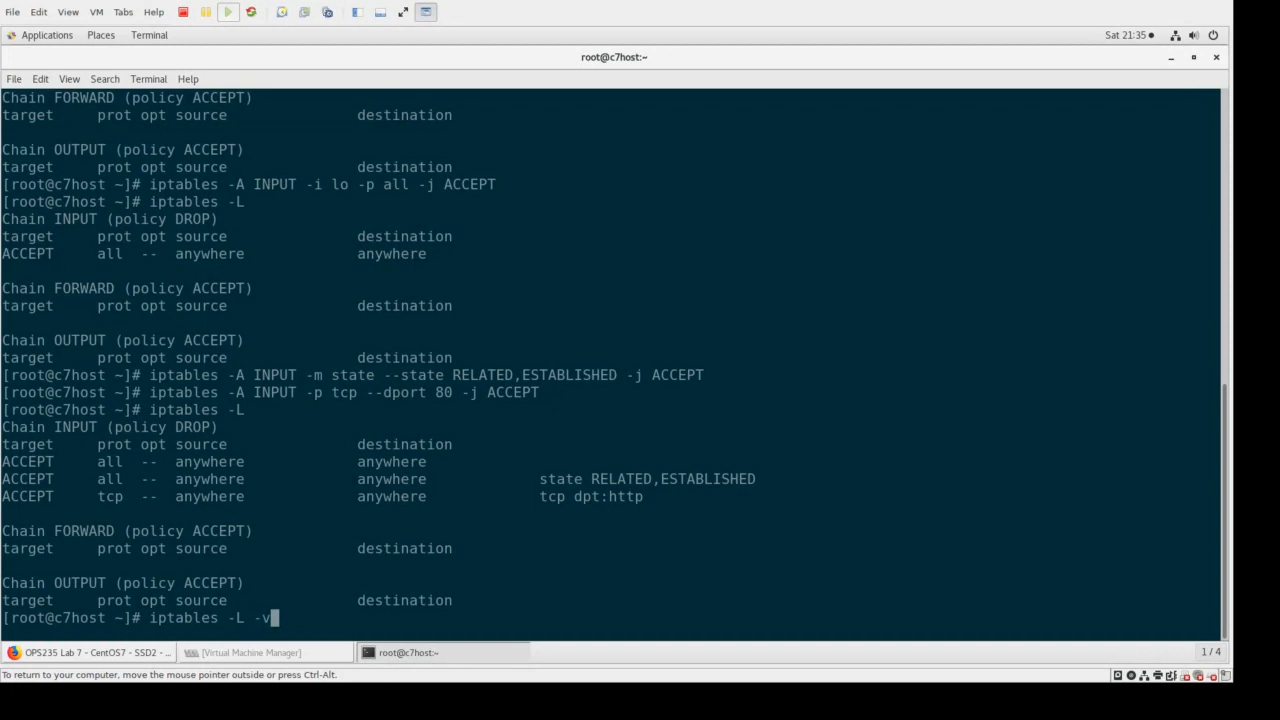 File Edit View VM Tabs Help
Applications Places Terminal Sat 21:35
root@c7host:~
File Edit View Search Terminal Help
Chain FORWARD (policy ACCEPT)
target     prot opt source               destination

Chain OUTPUT (policy ACCEPT)
target     prot opt source               destination
[root@c7host ~]# iptables -A INPUT -i lo -p all -j ACCEPT
[root@c7host ~]# iptables -L
Chain INPUT (policy DROP)
target     prot opt source               destination
ACCEPT     all  --  anywhere             anywhere

Chain FORWARD (policy ACCEPT)
target     prot opt source               destination

Chain OUTPUT (policy ACCEPT)
target     prot opt source               destination
[root@c7host ~]# iptables -A INPUT -m state --state RELATED,ESTABLISHED -j ACCEPT
[root@c7host ~]# iptables -A INPUT -p tcp --dport 80 -j ACCEPT
[root@c7host ~]# iptables -L
Chain INPUT (policy DROP)
target     prot opt source               destination
ACCEPT     all  --  anywhere             anywhere
ACCEPT     all  --  anywhere             anywhere             state RELATED,ESTABLISHED
ACCEPT     tcp  --  anywhere             anywhere             tcp dpt:http

Chain FORWARD (policy ACCEPT)
target     prot opt source               destination

Chain OUTPUT (policy ACCEPT)
target     prot opt source               destination
[root@c7host ~]# iptables -L -v
OPS235 Lab 7 - CentOS7 - SSD2 - ... [Virtual Machine Manager] root@c7host:~ 1 / 4
To return to your computer, move the mouse pointer outside or press Ctrl-Alt.